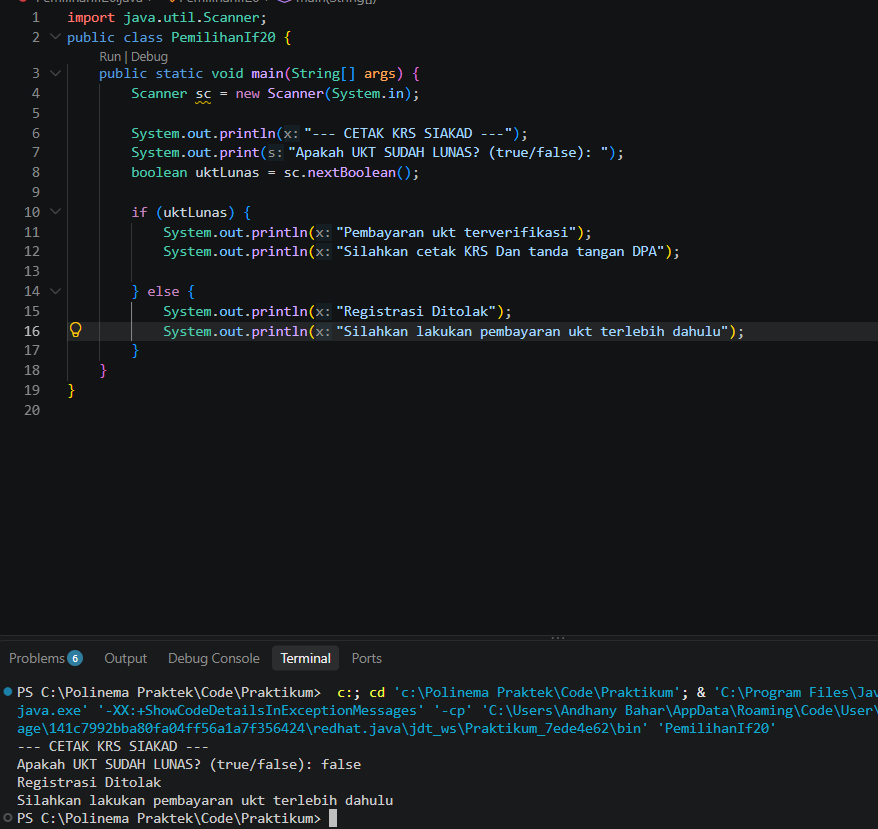 1 import java.util.Scanner;
2 public class PemilihanIf20 {
Run | Debug
3 public static void main(String[] args) {
4 Scanner sc = new Scanner(System.in);
5
6 System.out.println(x: "--- CETAK KRS SIAKAD ---");
7 System.out.print(s: "Apakah UKT SUDAH LUNAS? (true/false): ");
8 boolean uktLunas = sc.nextBoolean();
9
10 if (uktLunas) {
11 System.out.println(x: "Pembayaran ukt terverifikasi");
12 System.out.println(x: "Silahkan cetak KRS Dan tanda tangan DPA");
13
14 } else {
15 System.out.println(x: "Registrasi Ditolak");
16 System.out.println(x: "Silahkan lakukan pembayaran ukt terlebih dahulu");
17 }
18 }
19 }
20
Problems 6 Output Debug Console Terminal Ports
PS C:\Polinema Praktek\Code\Praktikum> c:; cd 'c:\Polinema Praktek\Code\Praktikum'; & 'C:\Program Files\Jav
java.exe' '-XX:+ShowCodeDetailsInExceptionMessages' '-cp' 'C:\Users\Andhany Bahar\AppData\Roaming\Code\User\
age\141c7992bba80fa04ff56a1a7f356424\redhat.java\jdt_ws\Praktikum_7ede4e62\bin' 'PemilihanIf20'
--- CETAK KRS SIAKAD ---
Apakah UKT SUDAH LUNAS? (true/false): false
Registrasi Ditolak
Silahkan lakukan pembayaran ukt terlebih dahulu
PS C:\Polinema Praktek\Code\Praktikum>